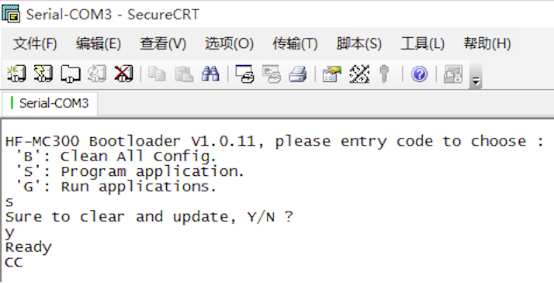 Serial-COM3 - SecureCRT
文件(F) 编辑(E) 查看(V) 选项(O) 传输(T) 脚本(S) 工具(L) 帮助(H)
Serial-COM3
HF-MC300 Bootloader V1.0.11, please entry code to choose :
'B': Clean All Config.
'S': Program application.
'G': Run applications.
s
Sure to clear and update, Y/N ?
y
Ready
CC